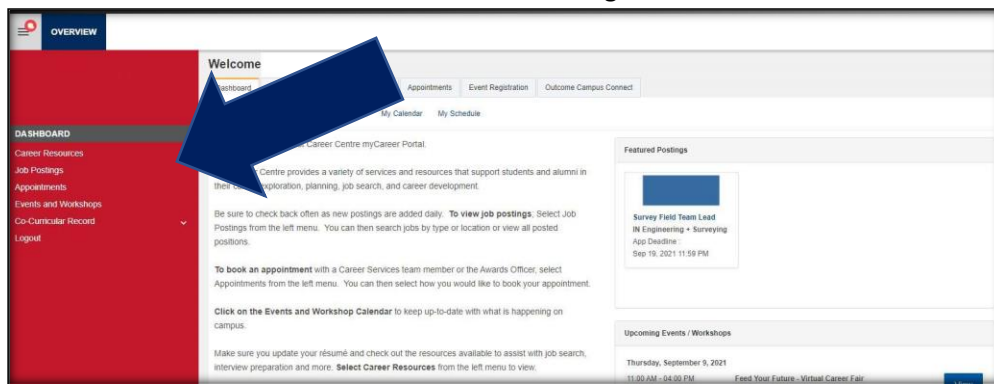 OVERVIEW
Welcome
Dashboard
Appointments
Event Registration
Outcome Campus Connect
My Calendar
My Schedule
DASHBOARD
Career Resources
Job Postings
Appointments
Events and Workshops
Co-Curricular Record
Logout
Career Centre myCareer Portal.
Centre provides a variety of services and resources that support students and alumni in
their exploration, planning, job search, and career development.
Be sure to check back often as new postings are added daily. To view job postings, Select Job
Postings from the left menu. You can then search jobs by type or location or view all posted
positions.
To book an appointment with a Career Services team member or the Awards Officer, select
Appointments from the left menu. You can then select how you would like to book your appointment.
Click on the Events and Workshop Calendar to keep up-to-date with what is happening on
campus.
Make sure you update your résumé and check out the resources available to assist with job search,
interview preparation and more. Select Career Resources from the left menu to view.
Featured Postings
Survey Field Team Lead
IN Engineering + Surveying
App Deadline :
Sep 19, 2021 11:59 PM
Upcoming Events / Workshops
Thursday, September 9, 2021
11:00 AM - 04:00 PM Feed Your Future - Virtual Career Fair